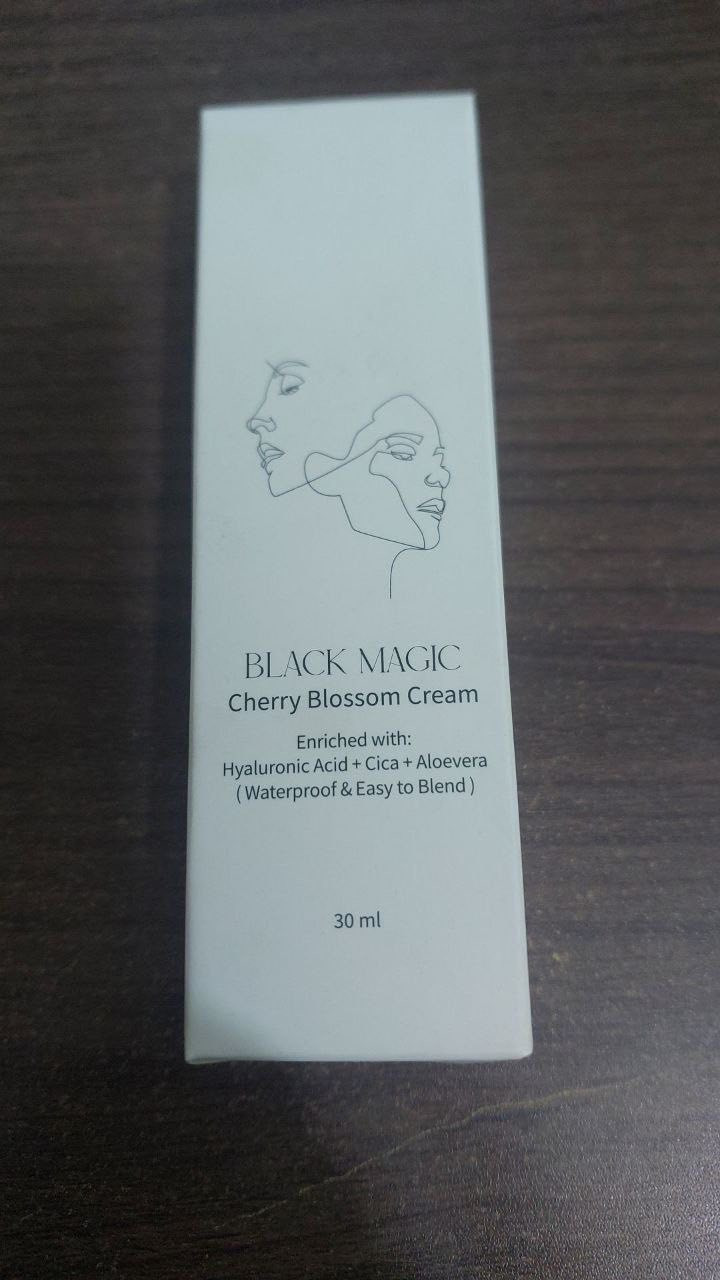 BLACK MAGIC
Cherry Blossom Cream
Enriched with:
Hyaluronic Acid + Cica + Aloevera
( Waterproof & Easy to Blend )
30 ml